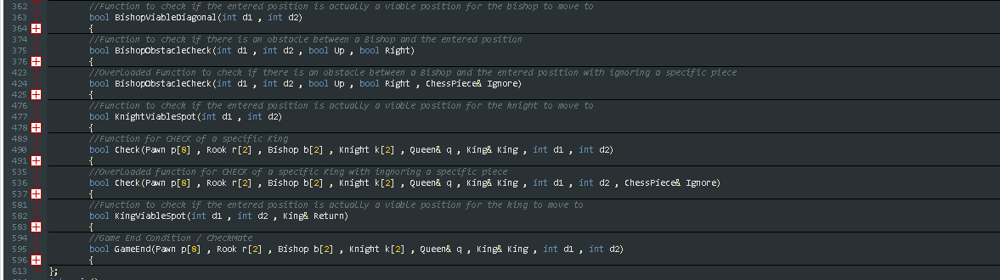 362 //Function to check if the entered position is actually a viable position for the bishop to move to
363 bool BishopViableDiagonal(int d1 , int d2)
364 {
374 //Function to check if there is an obstacle between a Bishop and the entered position
375 bool BishopObstacleCheck(int d1 , int d2 , bool Up , bool Right)
376 {
423 //OverLoaded Function to check if there is an obstacle between a Bishop and the entered position with ignoring a specific piece
424 bool BishopObstacleCheck(int d1 , int d2 , bool Up , bool Right , ChessPiece& Ignore)
425 {
476 //Function to check if the entered position is actually a viable position for the knight to move to
477 bool KnightViableSpot(int d1 , int d2)
478 {
489 //Function for CHECK of a specific King
490 bool Check(Pawn p[8] , Rook r[2] , Bishop b[2] , Knight k[2] , Queen& q , King& King , int d1 , int d2)
491 {
535 //OverLoaded function for CHECK of a specific King with ingnoring a specific piece
536 bool Check(Pawn p[8] , Rook r[2] , Bishop b[2] , Knight k[2] , Queen& q , King& King , int d1 , int d2 , ChessPiece& Ignore)
537 {
581 //Function to check if the entered position is actually a viable position for the king to move to
582 bool KingViableSpot(int d1 , int d2 , King& Return)
583 {
594 //Game End Condition / CheckMate
595 bool GameEnd(Pawn p[8] , Rook r[2] , Bishop b[2] , Knight k[2] , Queen& q , King& King , int d1 , int d2)
596 {
613 };